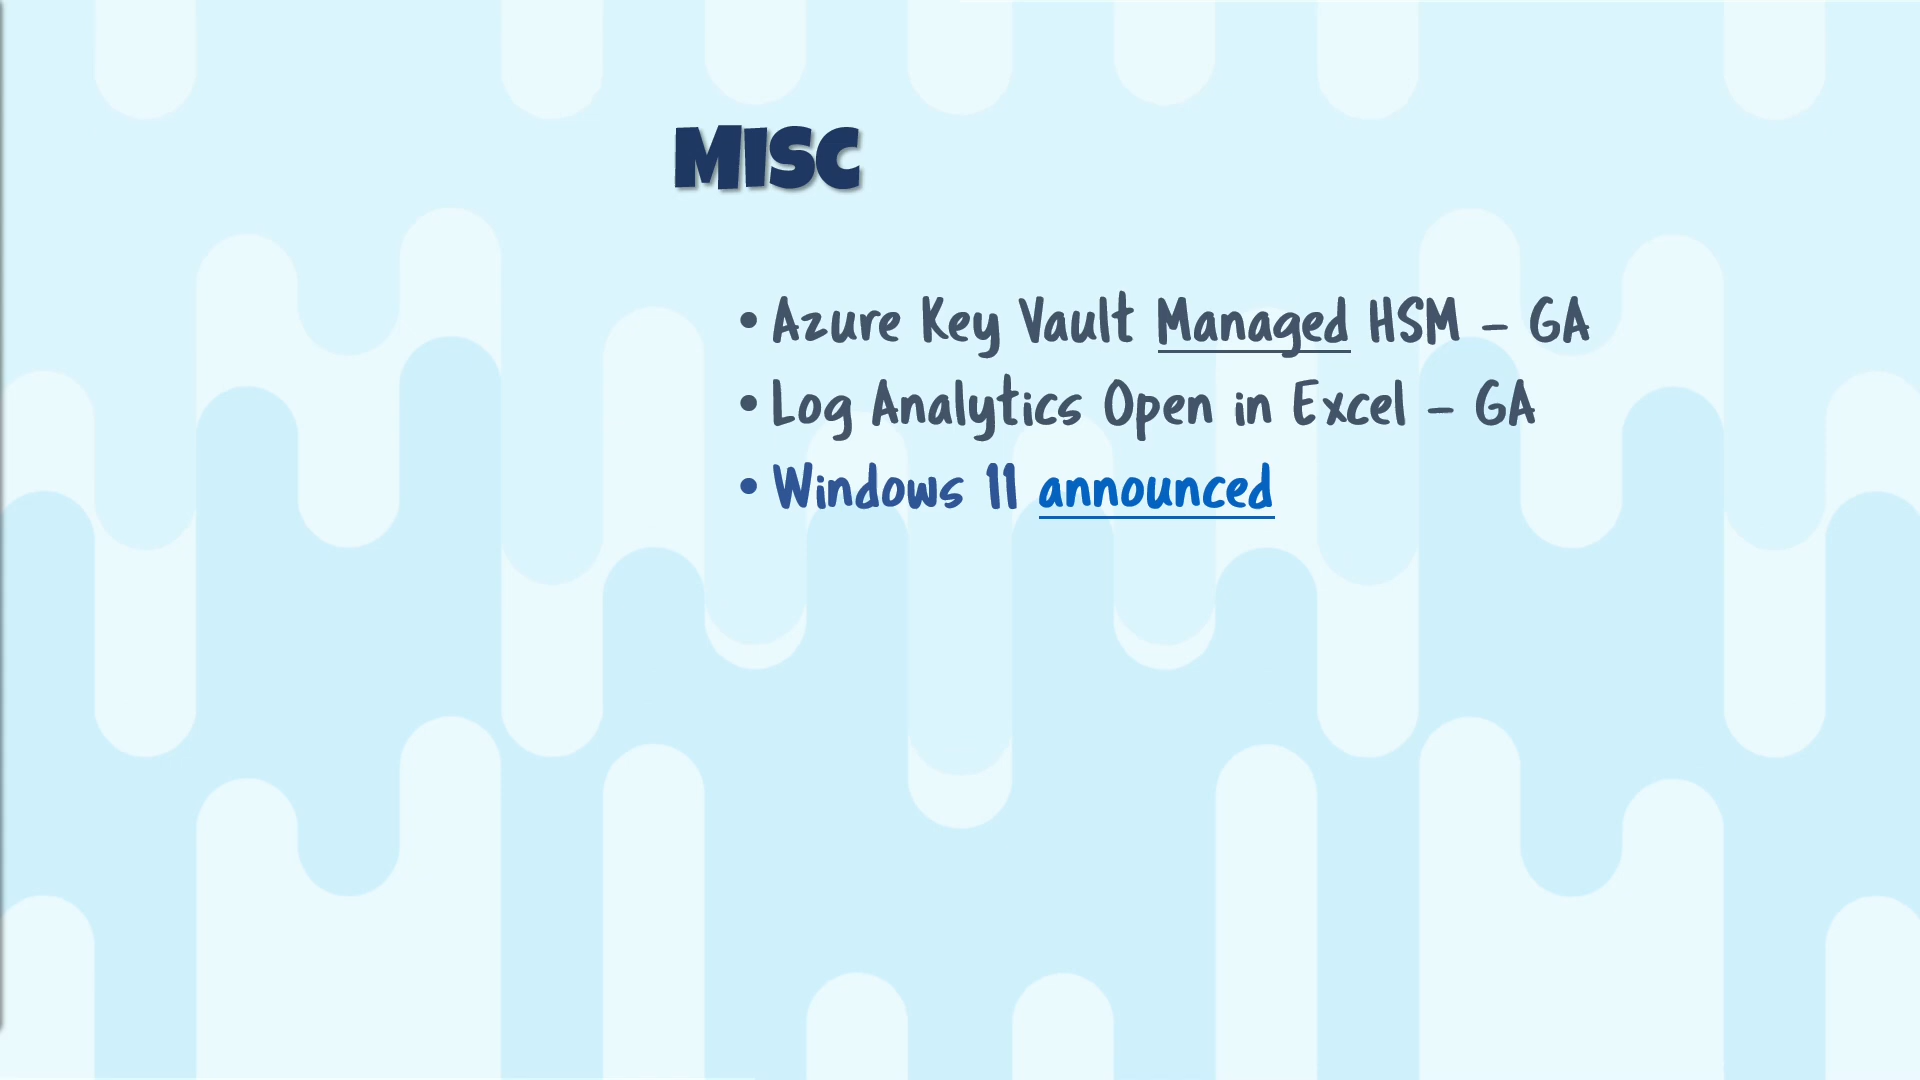 MISC
• Azure Key Vault Managed HSM – GA
• Log Analytics Open in Excel – GA
• Windows 11 announced